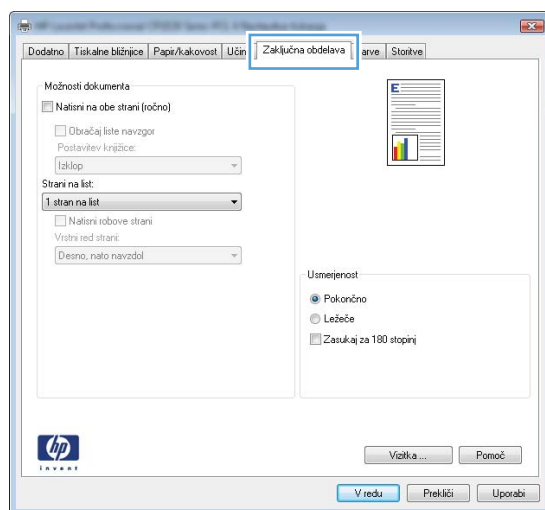 Dodatno Tiskalne bližnjice Papir/kakovost Učin Zaključna obdelava arve Storitve
Možnosti dokumenta
Natisni na obe strani (ročno)
Obračaj liste navzgor
Postavitev knjižice:
Izklop
Strani na list:
1 stran na list
Natisni robove strani
Vrstni red strani:
Desno, nato navzdol
E
Usmerjenost
Pokončno
Ležeče
Zasukaj za 180 stopinj
hp
invent
Vizitka ... Pomoč
V redu Prekliči Uporabi